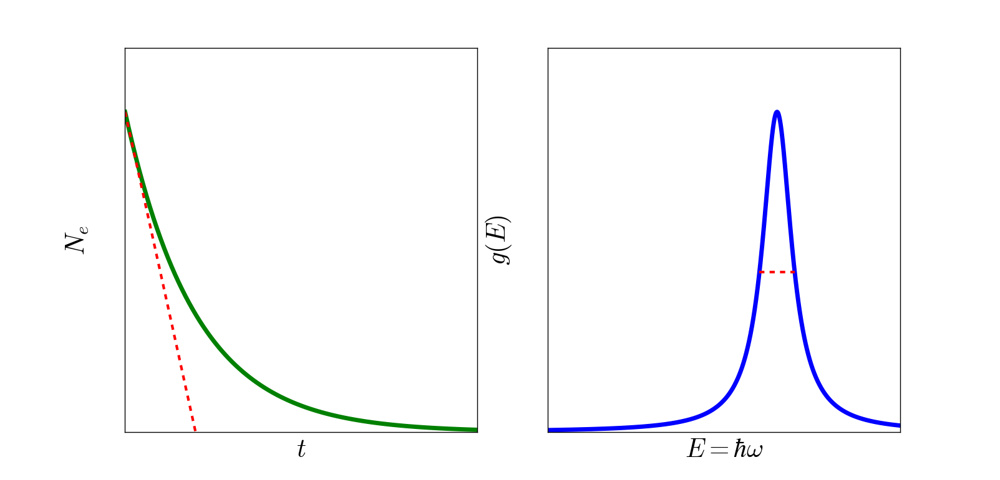 N_e
t
g(E)
E = ħω